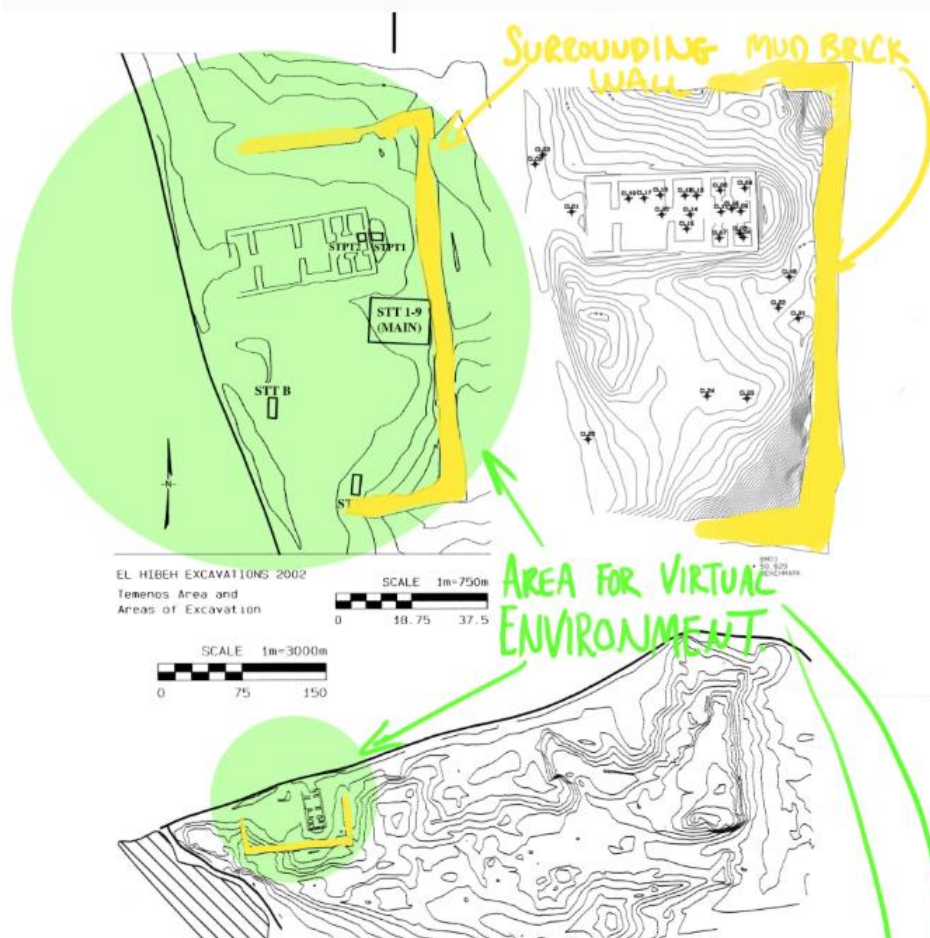 SURROUNDING MUD BRICK
WALL
STPT2
STPT1
STT 1-9
(MAIN)
STT B
ST
N
EL HIBEH EXCAVATIONS 2002
Temenos Area and
Areas of Excavation
SCALE 1m=750m
0 18.75 37.5
BENCHMARK
AREA FOR VIRTUAL
ENVIRONMENT.
SCALE 1m=3000m
0 75 150